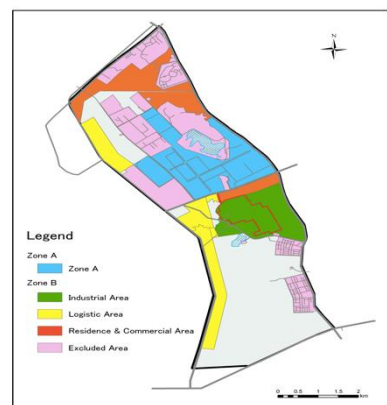 N
Legend
Zone A
Zone A
Zone B
Industrial Area
Logistic Area
Residence & Commercial Area
Excluded Area
0 0.5 1 1.5 2
km